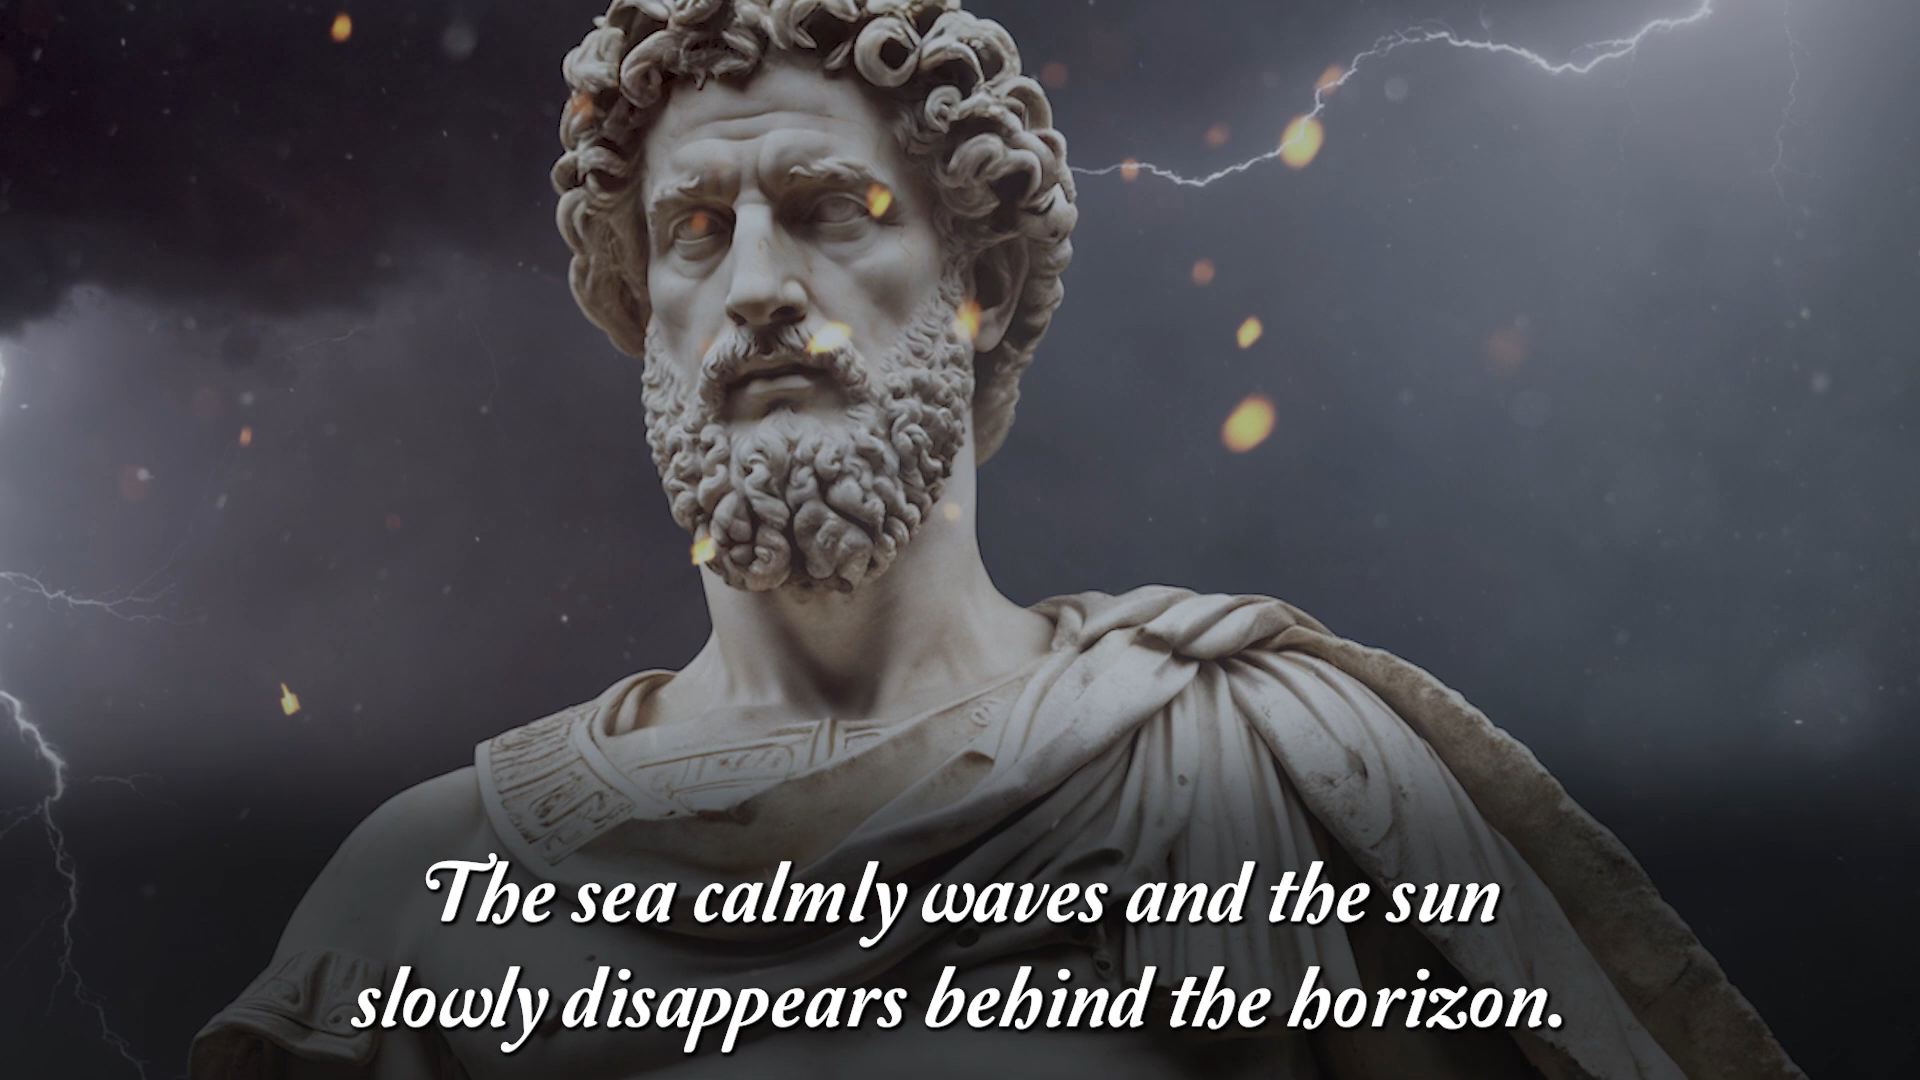 The sea calmly waves and the sun
slowly disappears behind the horizon.